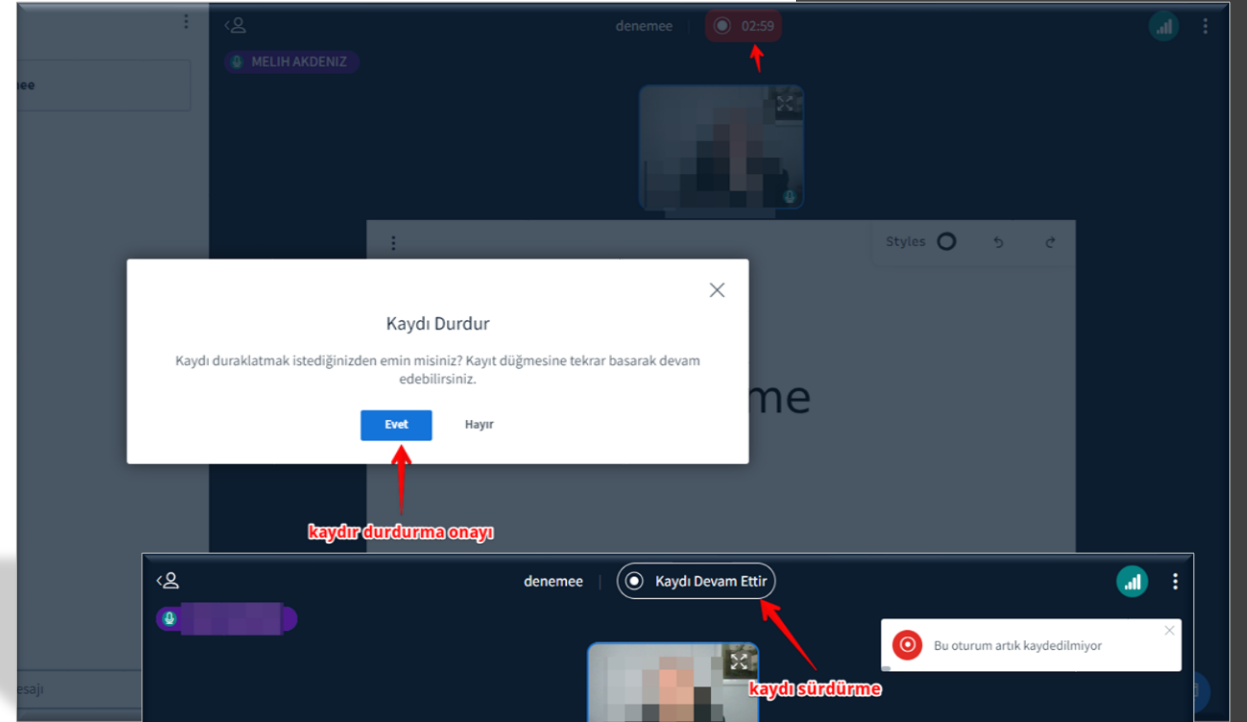 denemee
02:59
MELIH AKDENIZ
nee
Styles
Kaydı Durdur
Kaydı duraklatmak istediğinizden emin misiniz? Kayıt düğmesine tekrar basarak devam
edebilirsiniz.
me
Evet Hayır
kaydır durdurma onayı
denemee Kaydı Devam Ettir
Bu oturum artık kaydedilmiyor
kaydı sürdürme
esajı